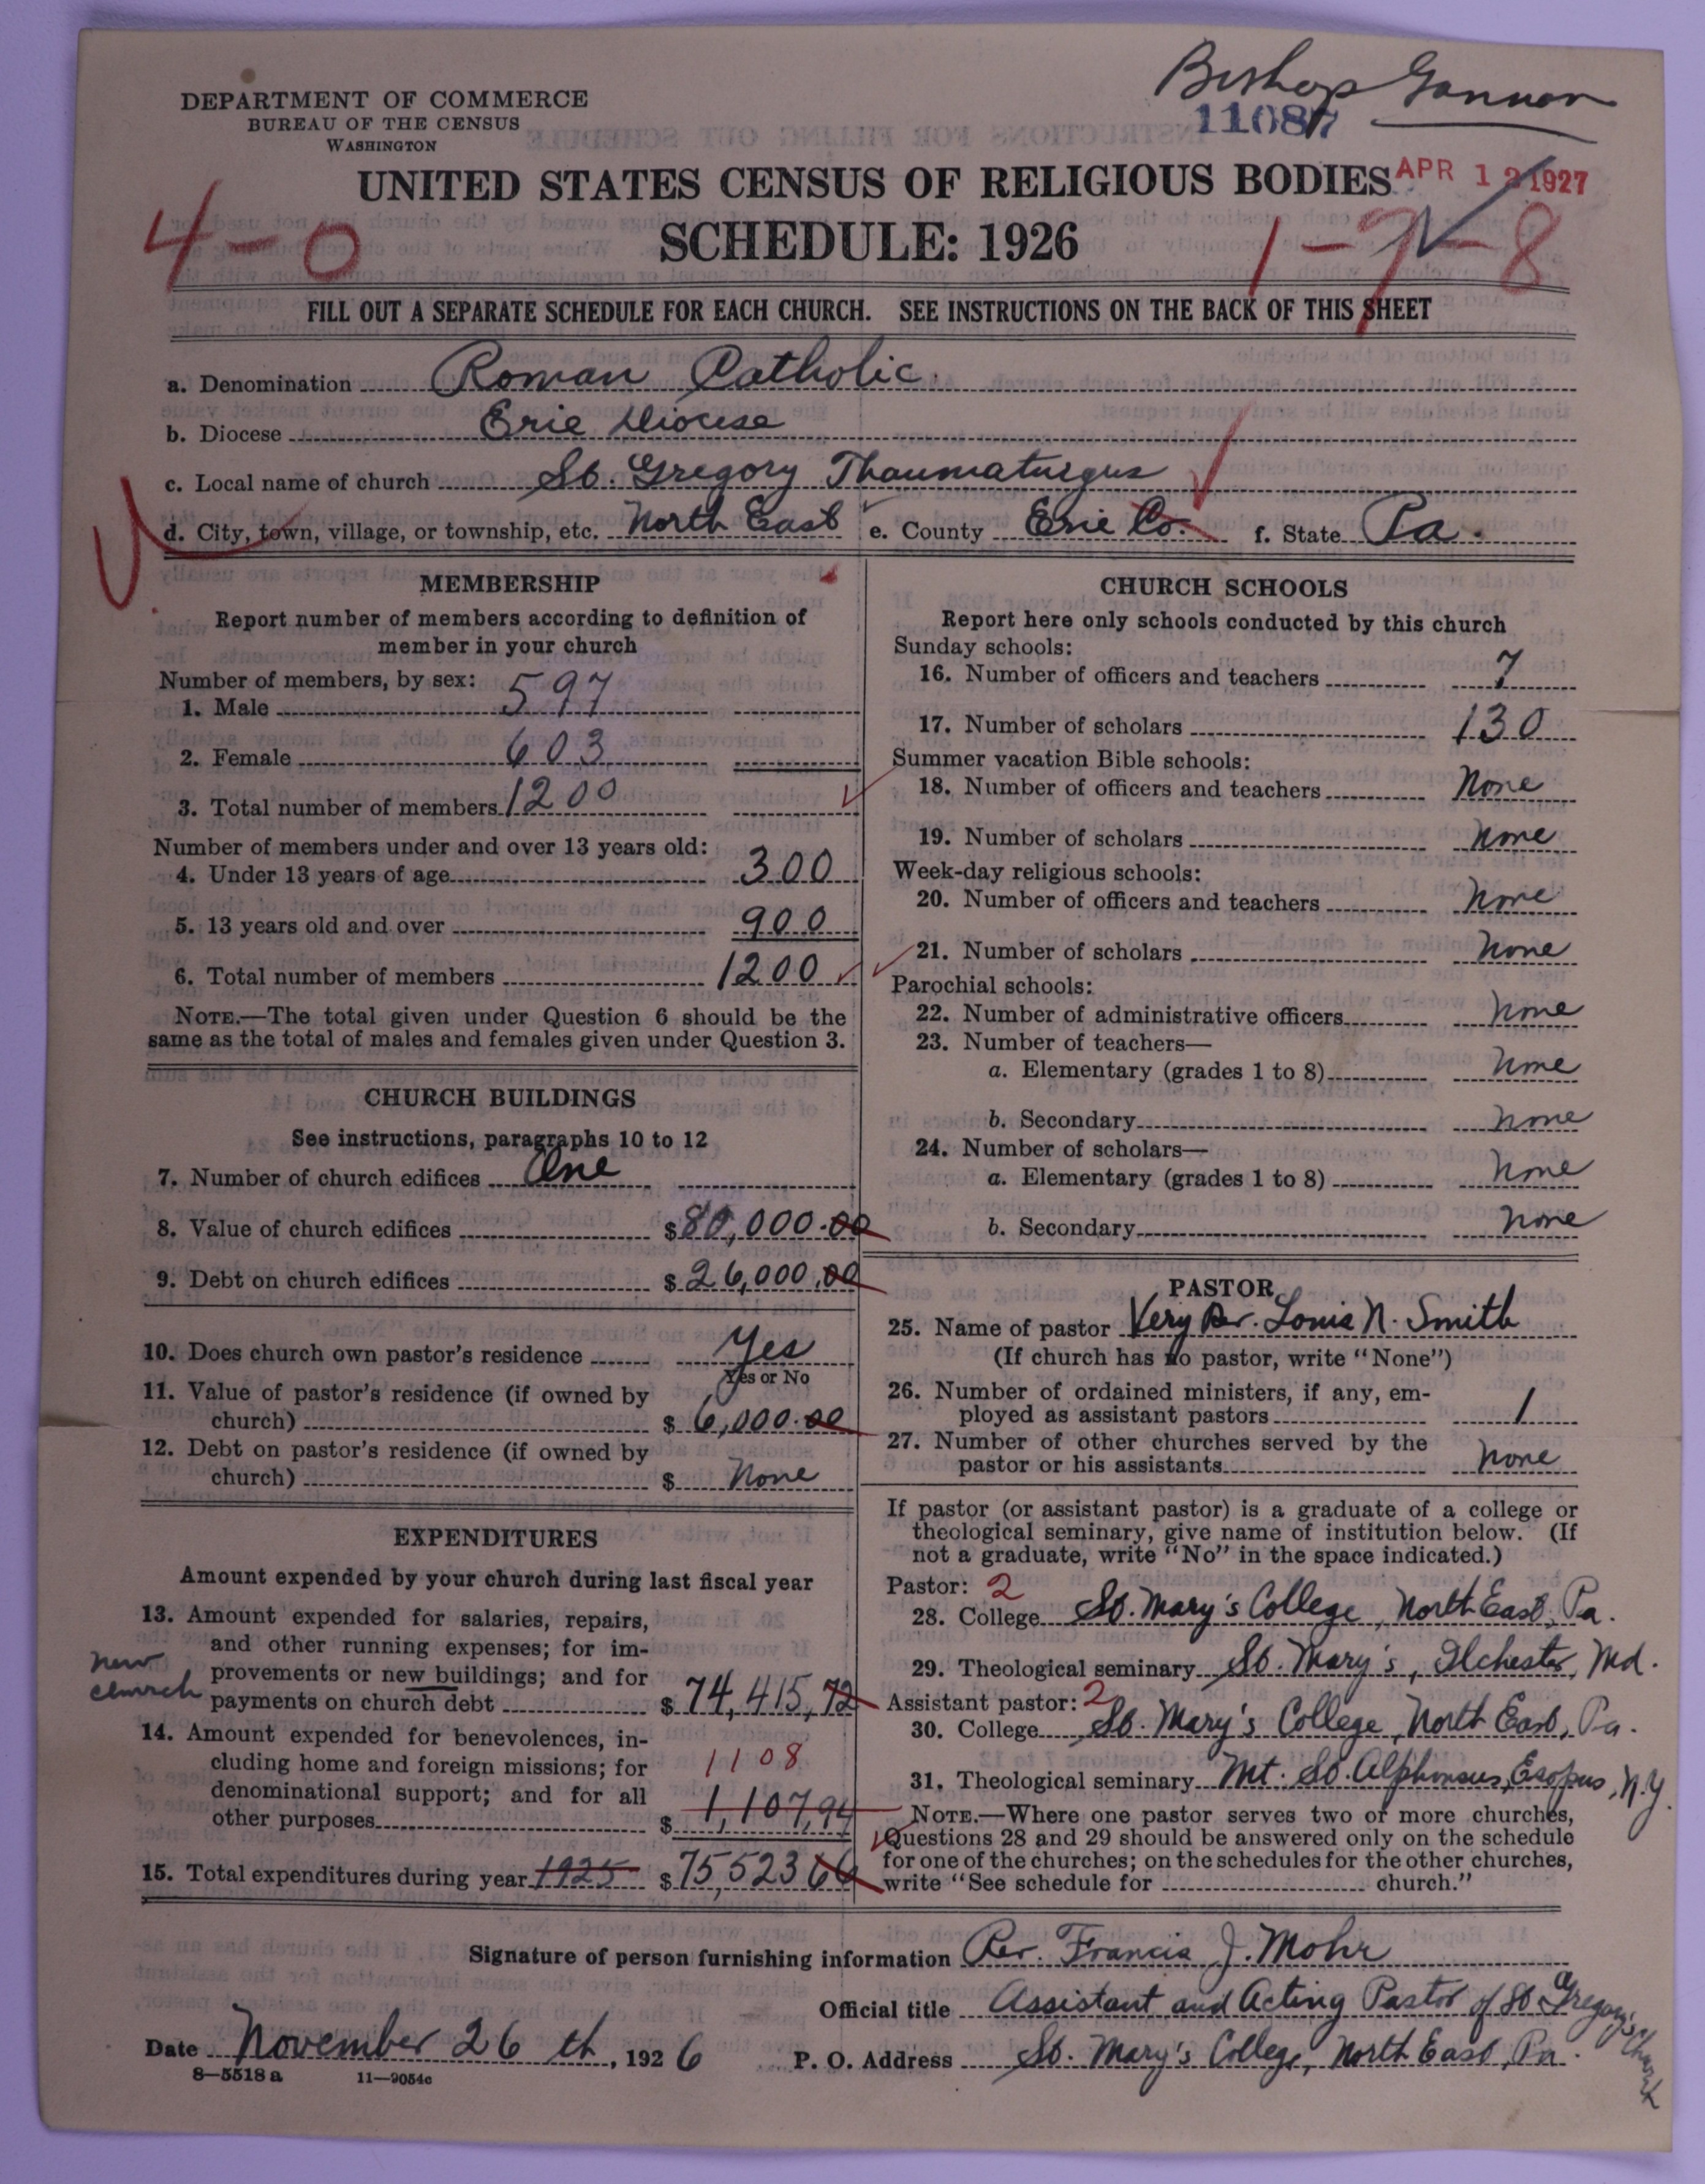 Bishop Gannon
11087
DEPARTMENT OF COMMERCE
BUREAU OF THE CENSUS
WASHINGTON
UNITED STATES CENSUS OF RELIGIOUS BODIES
APR 12 1927
4-0
SCHEDULE: 1926
1-7-8
FILL OUT A SEPARATE SCHEDULE FOR EACH CHURCH. SEE INSTRUCTIONS ON THE BACK OF THIS SHEET
a. Denomination Roman Catholic.
b. Diocese Erie Diocese
c. Local name of church St. Gregory Thaumaturgus
d. City, town, village, or township, etc. North East e. County Erie Co. f. State Pa.
MEMBERSHIP
Report number of members according to definition of
member in your church
Number of members, by sex:
1. Male 597
2. Female 603
3. Total number of members 1200
Number of members under and over 13 years old:
4. Under 13 years of age 300
5. 13 years old and over 900
6. Total number of members 1200
NOTE.—The total given under Question 6 should be the
same as the total of males and females given under Question 3.
CHURCH BUILDINGS
See instructions, paragraphs 10 to 12
7. Number of church edifices One
8. Value of church edifices $80,000.00
9. Debt on church edifices $26,000.00
10. Does church own pastor's residence Yes
Yes or No
11. Value of pastor's residence (if owned by
church) $6,000.00
12. Debt on pastor's residence (if owned by
church) $ None
EXPENDITURES
Amount expended by your church during last fiscal year
13. Amount expended for salaries, repairs,
and other running expenses; for im-
provements or new buildings; and for
payments on church debt $74,415,72
new
church
14. Amount expended for benevolences, in-
cluding home and foreign missions; for
denominational support; and for all
other purposes $1,107,94
1108
15. Total expenditures during year 1925 $75,523 66
CHURCH SCHOOLS
Report here only schools conducted by this church
Sunday schools:
16. Number of officers and teachers 7
17. Number of scholars 130
Summer vacation Bible schools:
18. Number of officers and teachers None
19. Number of scholars None
Week-day religious schools:
20. Number of officers and teachers None
21. Number of scholars None
Parochial schools:
22. Number of administrative officers None
23. Number of teachers—
a. Elementary (grades 1 to 8) None
b. Secondary None
24. Number of scholars—
a. Elementary (grades 1 to 8) None
b. Secondary None
PASTOR
25. Name of pastor Very Rev. Louis N. Smith
(If church has no pastor, write "None")
26. Number of ordained ministers, if any, em-
ployed as assistant pastors 1
27. Number of other churches served by the
pastor or his assistants None
If pastor (or assistant pastor) is a graduate of a college or
theological seminary, give name of institution below. (If
not a graduate, write "No" in the space indicated.)
Pastor: 2
28. College St. Mary's College, North East, Pa.
29. Theological seminary St. Mary's, Ilchester, Md.
Assistant pastor: 2
30. College St. Mary's College, North East, Pa.
31. Theological seminary Mt. St. Alphonsus, Esopus, N.Y.
NOTE.—Where one pastor serves two or more churches,
Questions 28 and 29 should be answered only on the schedule
for one of the churches; on the schedules for the other churches,
write "See schedule for church."
Signature of person furnishing information Rev. Francis J. Mohr
Official title Assistant and Acting Pastor of St. Gregory's Church
Date November 26 th, 1926 P. O. Address St. Mary's College, North East, Pa.
8—5518 a 11—9054c